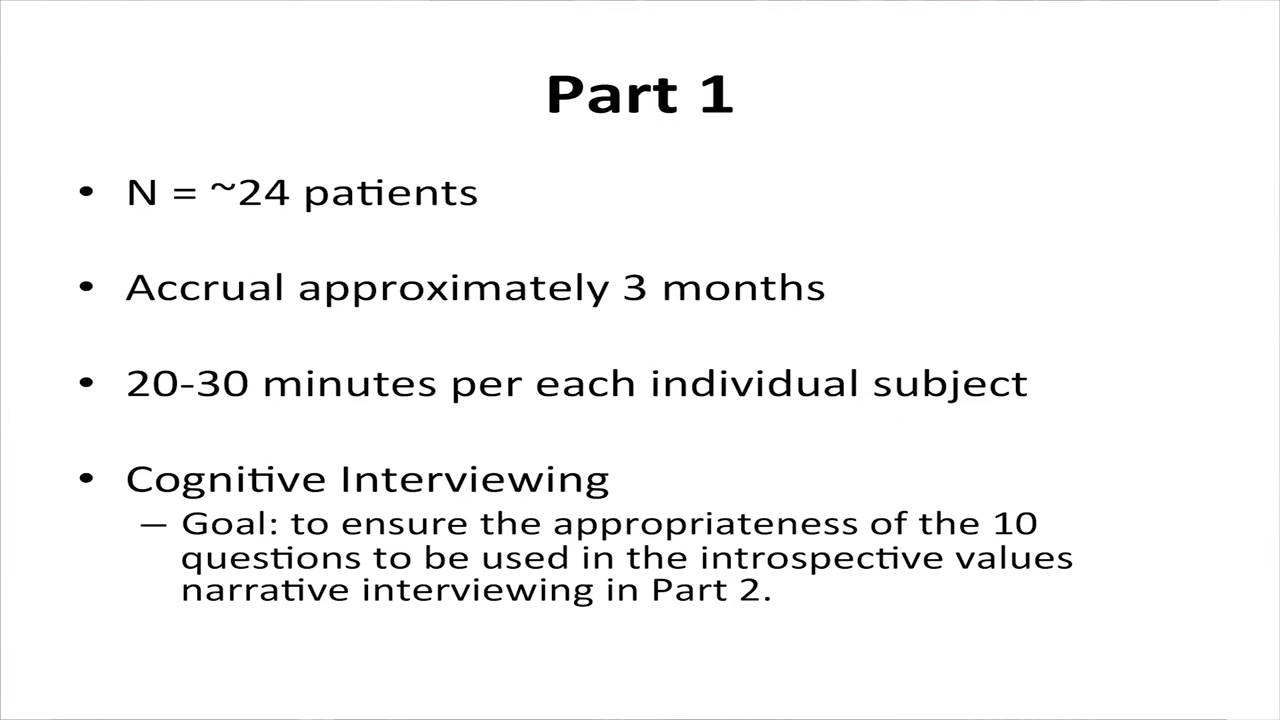 Part 1
• N = ~24 patients
• Accrual approximately 3 months
• 20-30 minutes per each individual subject
• Cognitive Interviewing
– Goal: to ensure the appropriateness of the 10
questions to be used in the introspective values
narrative interviewing in Part 2.